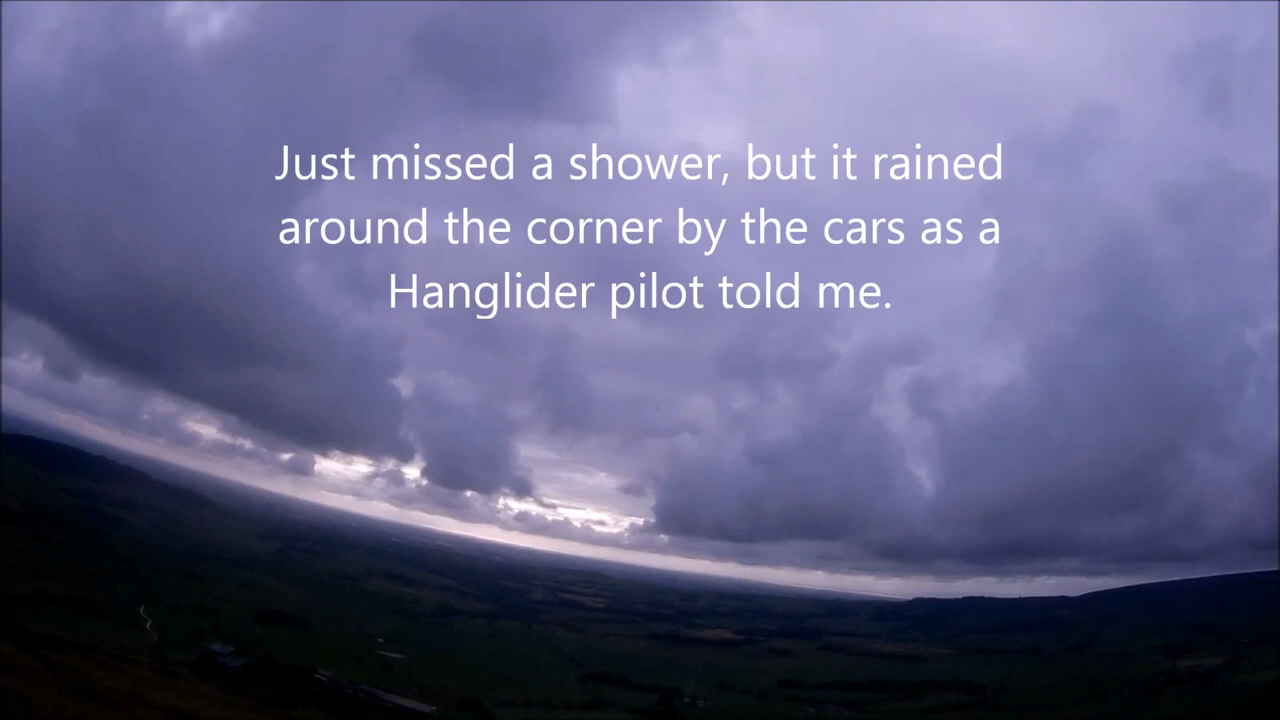 Just missed a shower, but it rained
around the corner by the cars as a
Hanglider pilot told me.